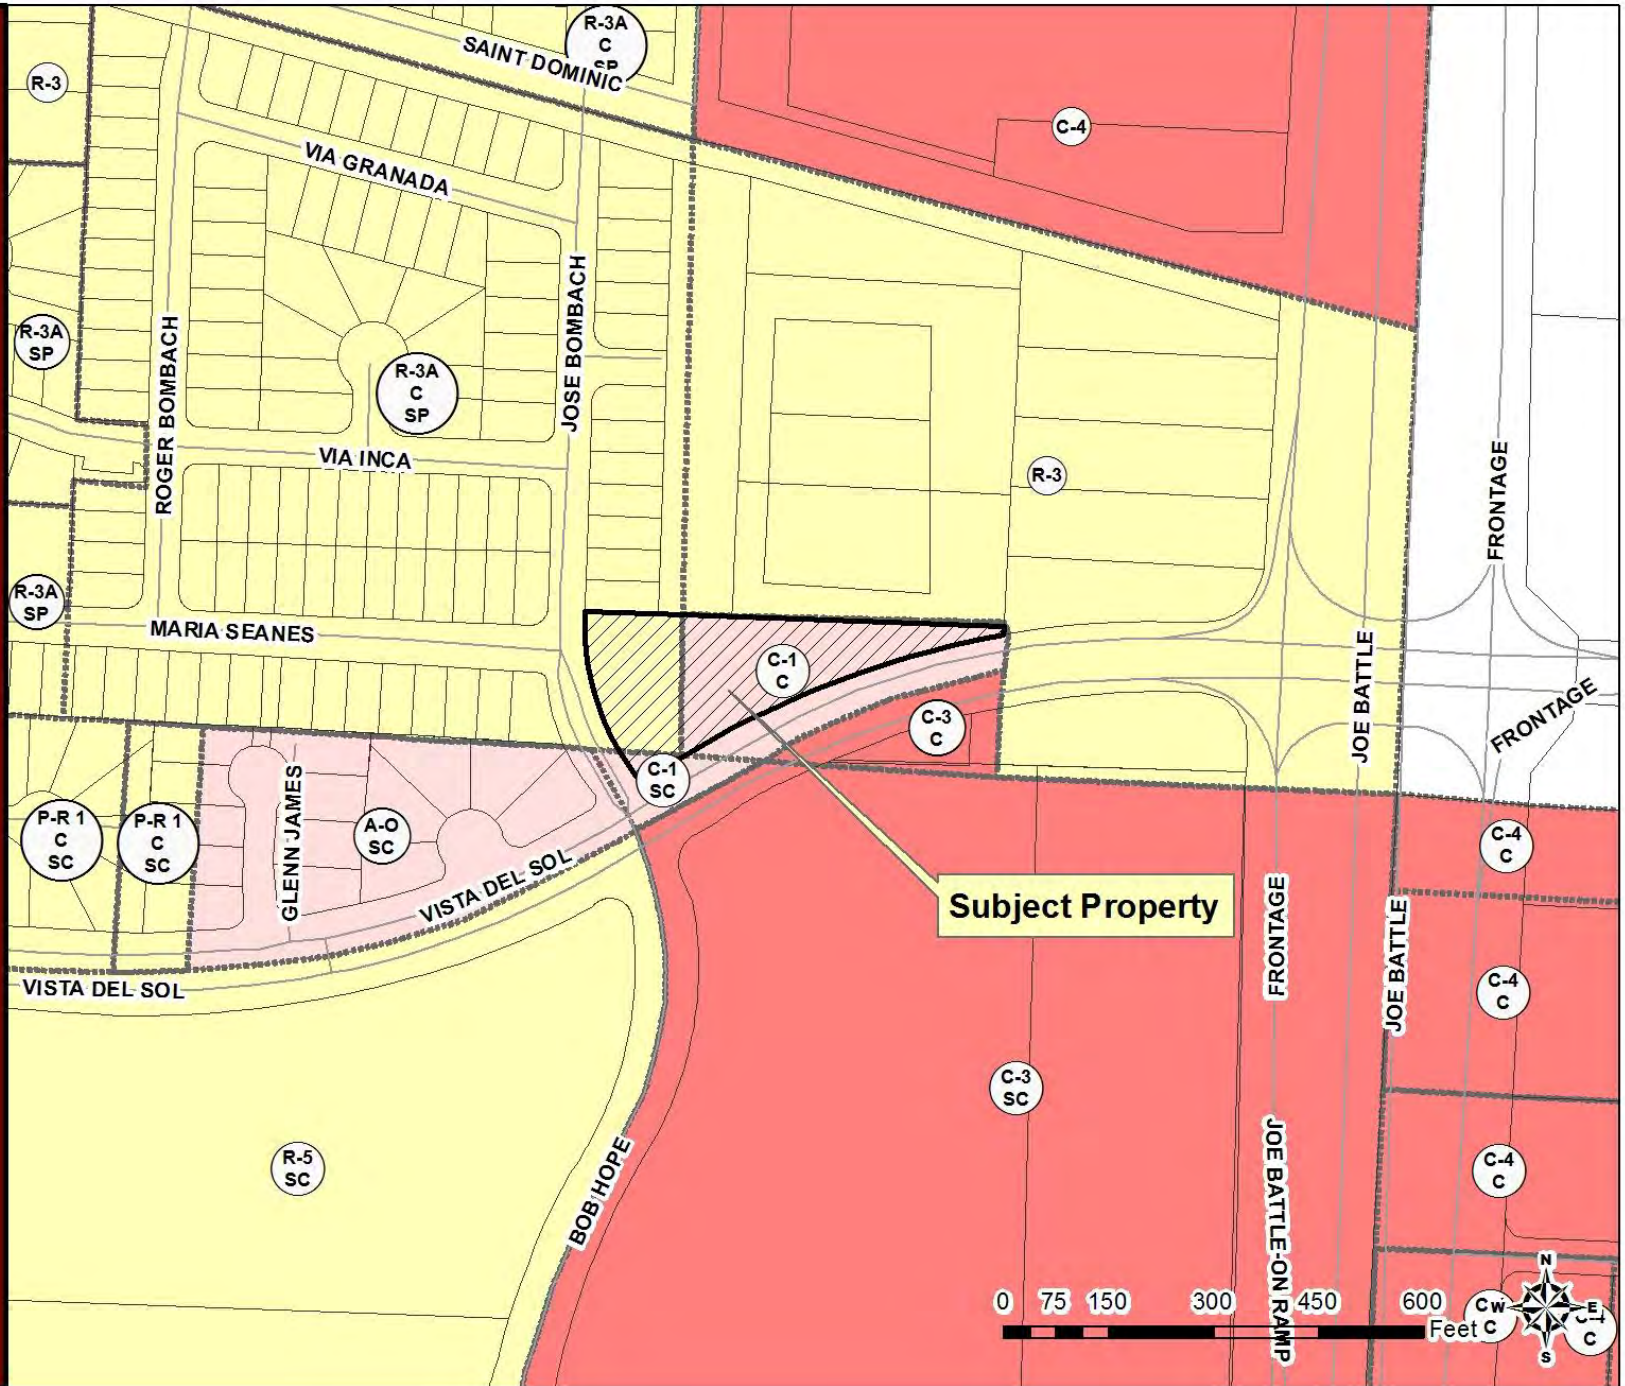 R-3A
C
SP
SAINT DOMINIC
R-3
C-4
VIA GRANADA
JOSE BOMBACH
ROGER BOMBACH
R-3A
SP
R-3A
C
SP
VIA INCA
R-3
FRONTAGE
R-3A
SP
MARIA SEANES
JOE BATTLE
C-1
C
FRONTAGE
C-3
C
C-1
SC
GLENN JAMES
P-R 1
C
SC
P-R 1
C
SC
A-O
SC
VISTA DEL SOL
C-4
C
Subject Property
FRONTAGE
JOE BATTLE
VISTA DEL SOL
C-4
C
C-3
SC
R-5
SC
BOB HOPE
JOE BATTLE-ON RAMP
C-4
C
0 75 150 300 450 600
Feet
C
C
N
W E
S
C-4
C